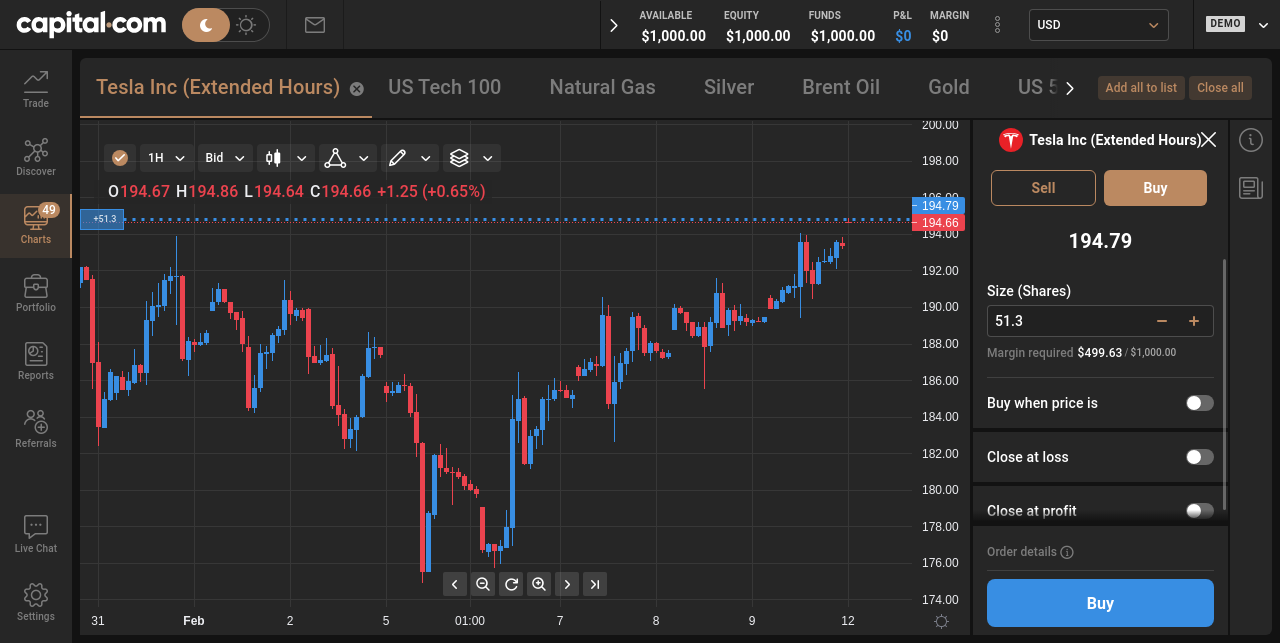 capital.com
AVAILABLE EQUITY FUNDS P&L MARGIN
$1,000.00 $1,000.00 $1,000.00 $0 $0
USD
DEMO
Trade
Discover
49
Charts
Portfolio
Reports
Referrals
Live Chat
Settings
Tesla Inc (Extended Hours) US Tech 100 Natural Gas Silver Brent Oil Gold US 5
Add all to list Close all
1H Bid
O194.67 H194.86 L194.64 C194.66 +1.25 (+0.65%)
+51.3
200.00
198.00
196.00
194.79
194.66
194.00
192.00
190.00
188.00
186.00
184.00
182.00
180.00
178.00
176.00
174.00
31 Feb 2 5 01:00 7 8 9 12
Tesla Inc (Extended Hours)
Sell Buy
194.79
Size (Shares)
51.3
Margin required $499.63 / $1,000.00
Buy when price is
Close at loss
Close at profit
Order details
Buy